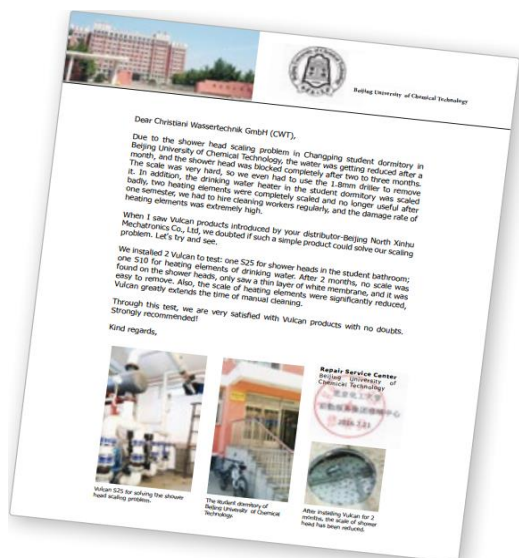 Beijing University of Chemical Technology
Dear Christiani Wassertechnik GmbH (CWT),
Due to the shower head scaling problem in Changping student dormitory in
Beijing University of Chemical Technology, the water was getting reduced after a
month, and the shower head was blocked completely after two to three months.
The scale was very hard, so we even had to use the 1.8mm driller to remove
it. In addition, the drinking water heater in the student dormitory was scaled
badly, two heating elements were completely scaled and no longer useful after
one semester, we had to hire cleaning workers regularly, and the damage rate of
heating elements was extremely high.
When I saw Vulcan products introduced by your distributor-Beijing North Xinhu
Mechatronics Co., Ltd, we doubted if such a simple product could solve our scaling
problem. Let's try and see.
We installed 2 Vulcan to test: one S25 for shower heads in the student bathroom;
one S10 for heating elements of drinking water. After 2 months, no scale was
found on the shower heads, only saw a thin layer of white membrane, and it was
easy to remove. Also, the scale of heating elements were significantly reduced,
Vulcan greatly extends the time of manual cleaning.
Through this test, we are very satisfied with Vulcan products with no doubts.
Strongly recommended!
Kind regards,
Repair Service Center
Beijing University of
Chemical Technology
北京化工大学
2016.7.21
Vulcan S25 for solving the shower
head scaling problem.
The student dormitory of
Beijing University of Chemical
Technology.
After installing Vulcan for 2
months, the scale of shower
head has been reduced.